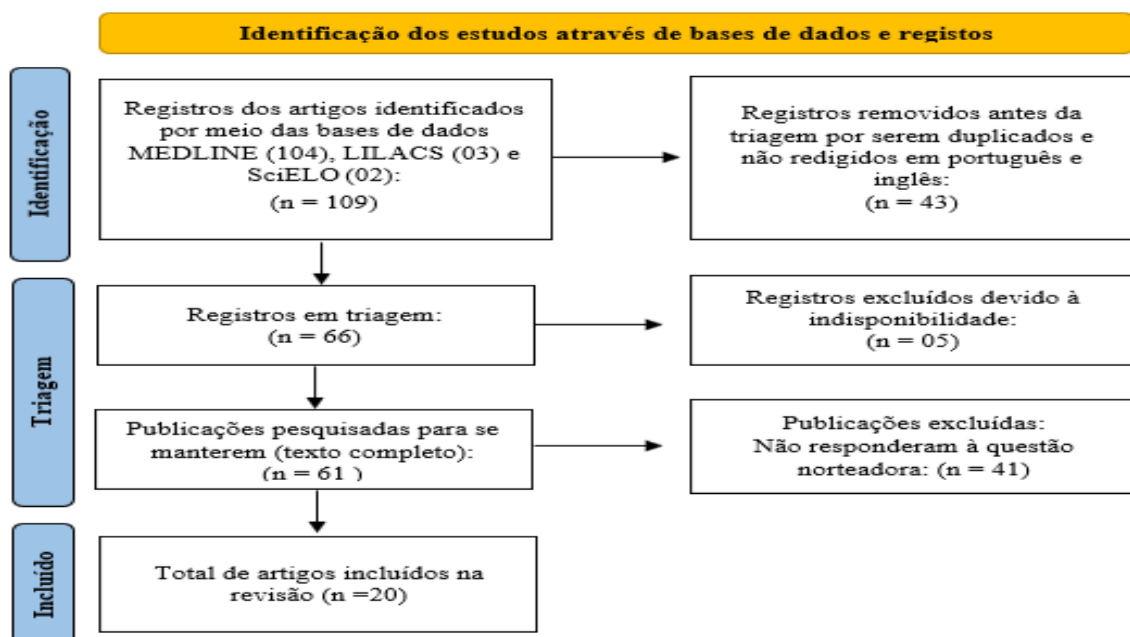 Identificação dos estudos através de bases de dados e registos
Identificação
Registros dos artigos identificados
por meio das bases de dados
MEDLINE (104), LILACS (03) e
SciELO (02):
(n = 109)
Registros removidos antes da
triagem por serem duplicados e
não redigidos em português e
inglês:
(n = 43)
Triagem
Registros em triagem:
(n = 66)
Registros excluídos devido à
indisponibilidade:
(n = 05)
Publicações pesquisadas para se
manterem (texto completo):
(n = 61 )
Publicações excluídas:
Não responderam à questão
norteadora: (n = 41)
Incluído
Total de artigos incluídos na
revisão (n =20)